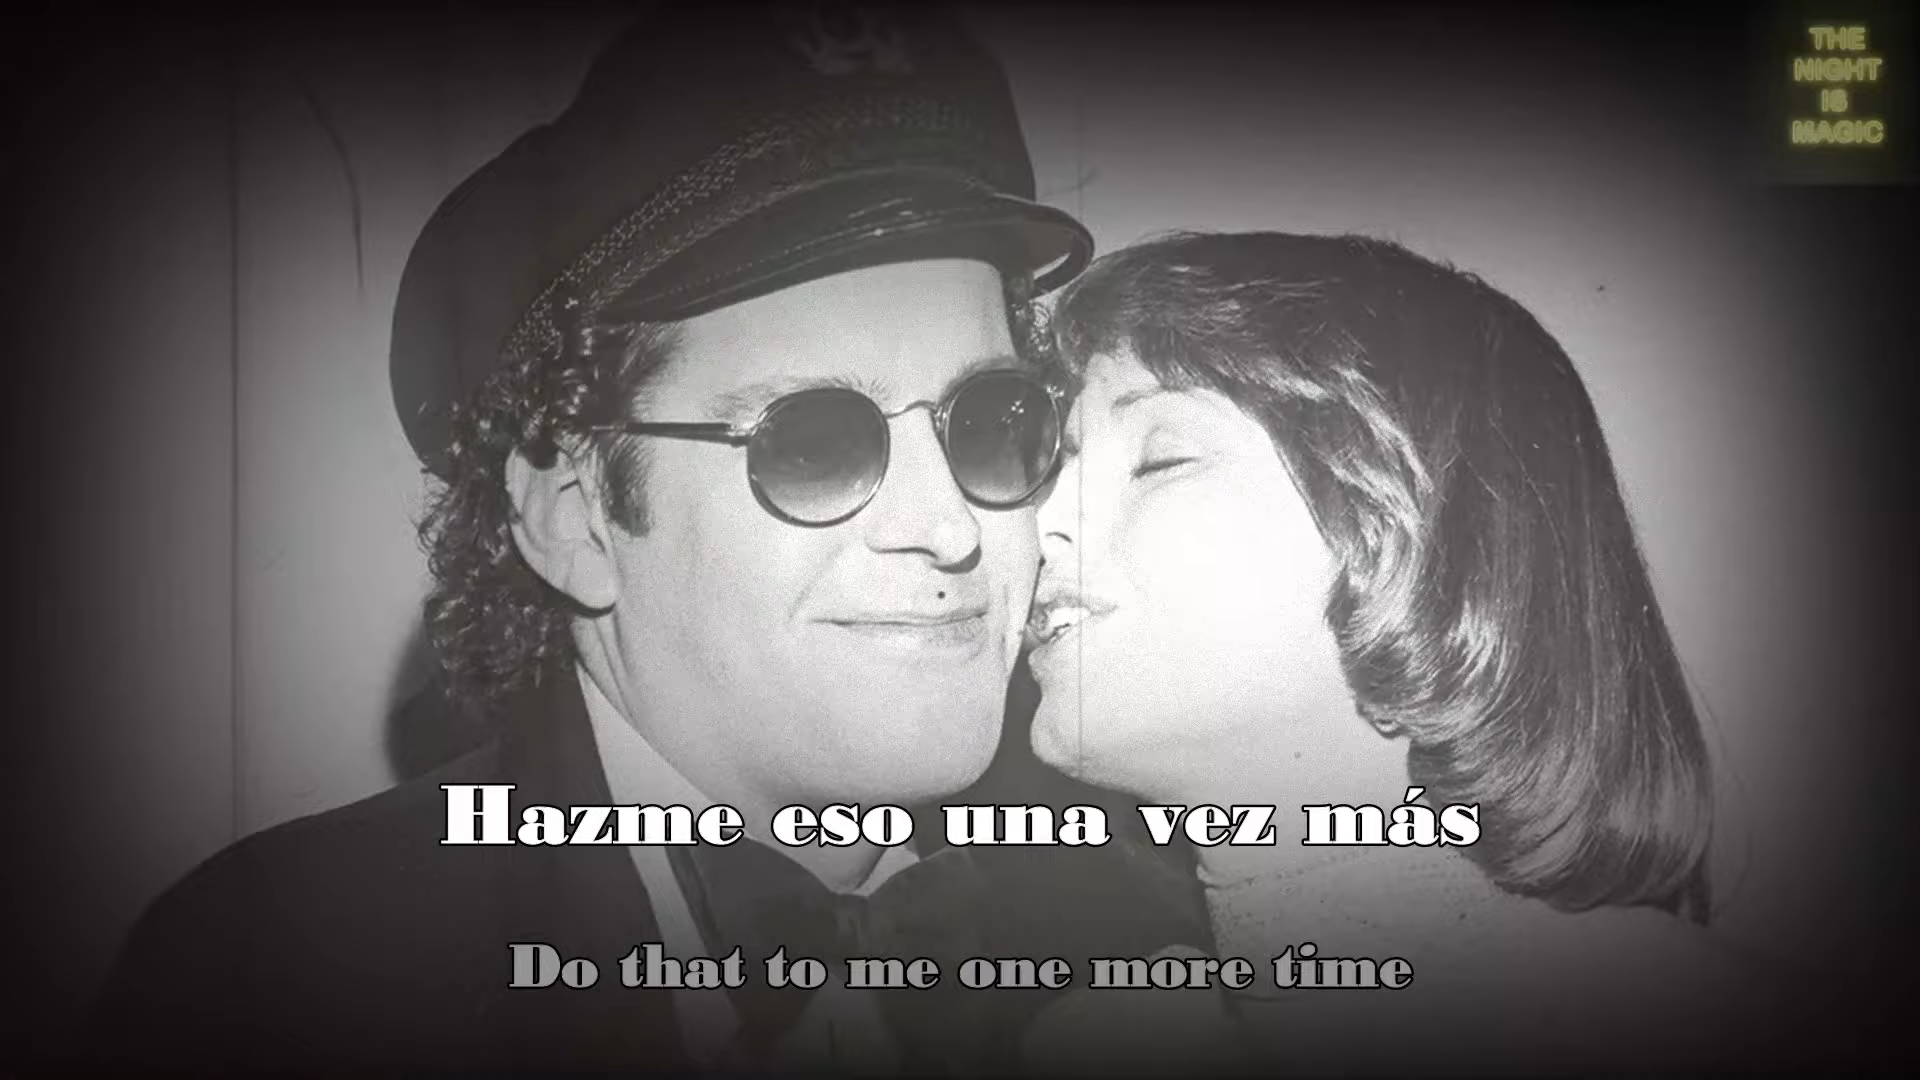 THE
NIGHT
IS
MAGIC
Hazme eso una vez más
Do that to me one more time